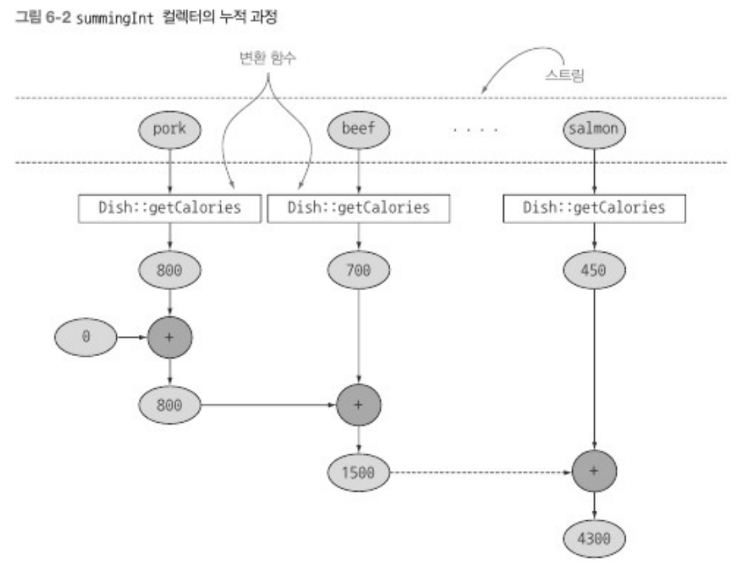 그림 6-2 summingInt 컬렉터의 누적 과정
변환 함수
스트림
pork
beef
. . . .
salmon
Dish::getCalories
Dish::getCalories
Dish::getCalories
800
700
450
0
+
800
+
1500
+
4300